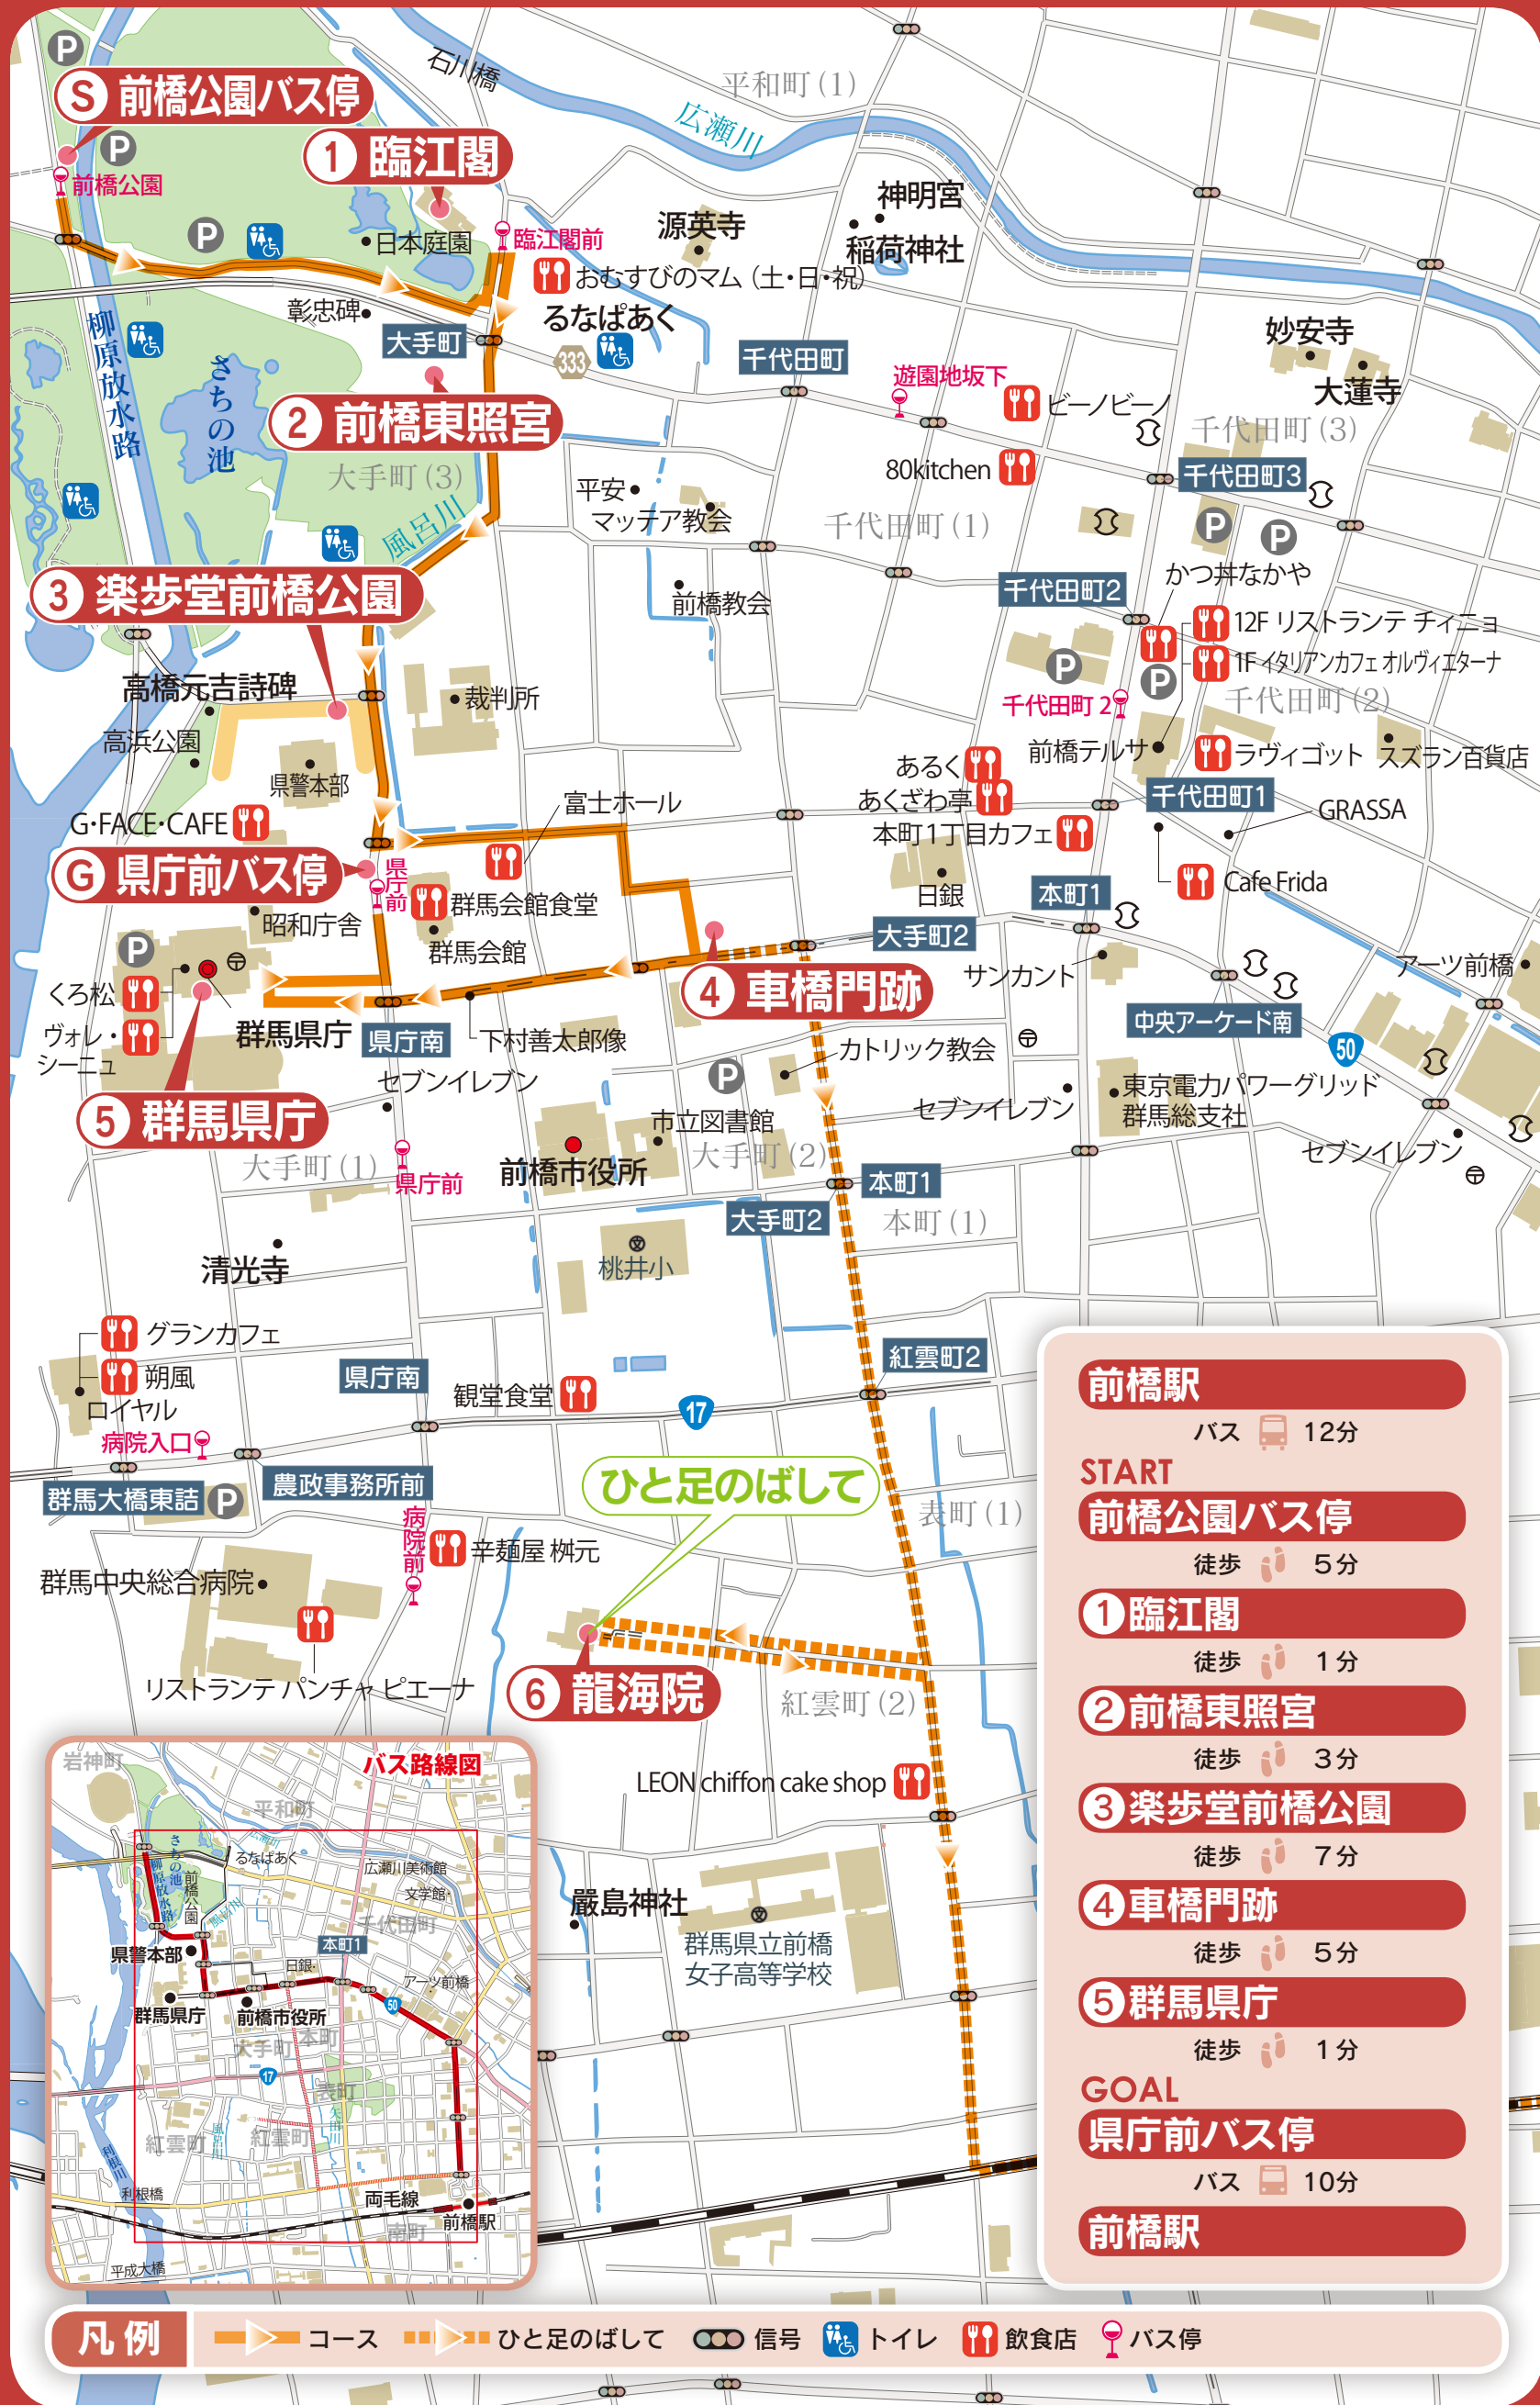 P
S 前橋公園バス停
石川橋
平和町(1)
広瀬川
1 臨江閣
P
前橋公園
神明宮
源英寺
稲荷神社
P
日本庭園
臨江閣前
おむすびのマム(土・日・祝)
彰忠碑
るなぱあく
大手町
333
千代田町
妙安寺
大蓮寺
柳原放水路
さちの池
遊園地坂下
ビーノビーノ
2 前橋東照宮
千代田町(3)
大手町(3)
80kitchen
千代田町3
平安
マッテア教会
千代田町(1)
風呂川
P
P
かつ丼なかや
3 楽歩堂前橋公園
前橋教会
千代田町2
12F リストランテ チィニョ
1F イタリアンカフェ オルヴィエターナ
P
P
高橋元吉詩碑
裁判所
千代田町 2
千代田町(2)
高浜公園
県警本部
前橋テルサ
ラヴィゴット
スズラン百貨店
あるく
あくざわ亭
千代田町1
富士ホール
GRASSA
G・FACE・CAFE
本町1丁目カフェ
G 県庁前バス停
県庁前
日銀
本町1
Cafe Frida
群馬会館食堂
昭和庁舎
群馬会館
大手町2
P
サンカント
アーツ前橋
くろ松
4 車橋門跡
ヴォレ・
シーニュ
群馬県庁
県庁南
下村善太郎像
中央アーケード南
50
カトリック教会
セブンイレブン
P
東京電力パワーグリッド
群馬総支社
5 群馬県庁
市立図書館
セブンイレブン
セブンイレブン
大手町(1)
県庁前
前橋市役所
大手町(2)
本町1
大手町2
本町(1)
清光寺
文
桃井小
グランカフェ
朔風
ロイヤル
県庁南
観堂食堂
17
紅雲町2
病院入口
群馬大橋東詰
P
農政事務所前
ひと足のばして
表町(1)
病院前
辛麺屋 桝元
群馬中央総合病院
リストランテ パンチャ ピエーナ
6 龍海院
紅雲町(2)
LEON chiffon cake shop
厳島神社
文
群馬県立前橋
女子高等学校
前橋駅
バス 12分
START
前橋公園バス停
徒歩 5分
1 臨江閣
徒歩 1分
2 前橋東照宮
徒歩 3分
3 楽歩堂前橋公園
徒歩 7分
4 車橋門跡
徒歩 5分
5 群馬県庁
徒歩 1分
GOAL
県庁前バス停
バス 10分
前橋駅
バス路線図
岩神町
平和町
広瀬川
るなぱあく
さちの池
柳原放水路
前橋公園
広瀬川美術館
文学館
風呂川
千代田町
県警本部
本町1
日銀
アーツ前橋
群馬県庁
前橋市役所
50
大手町
本町
17
表町
矢田川
紅雲町
風呂川
紅雲町
利根川
利根橋
両毛線
前橋駅
南町
平成大橋
凡例
コース
ひと足のばして
信号
トイレ
飲食店
バス停